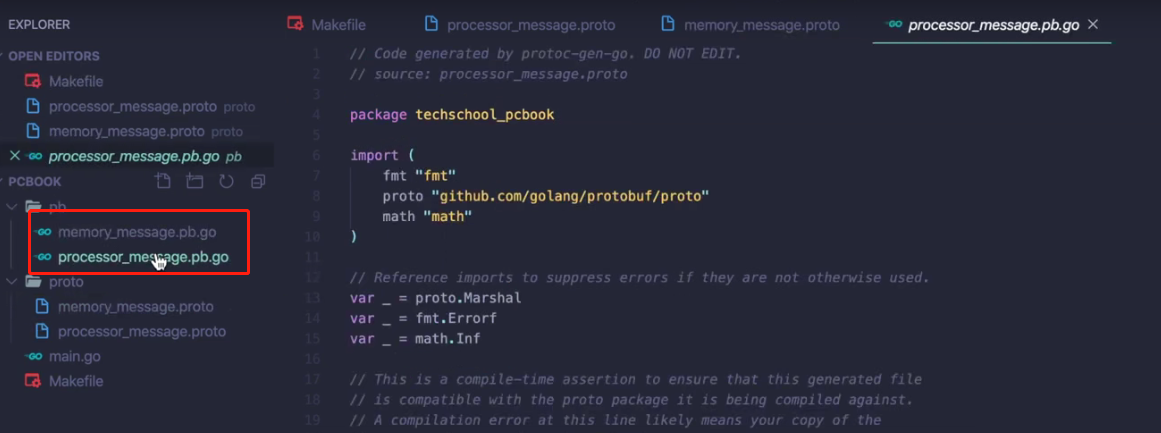 EXPLORER
OPEN EDITORS
Makefile
processor_message.proto proto
memory_message.proto proto
processor_message.pb.go pb
PCBOOK
pb
memory_message.pb.go
processor_message.pb.go
proto
memory_message.proto
processor_message.proto
main.go
Makefile
Makefile processor_message.proto memory_message.proto processor_message.pb.go
1 // Code generated by protoc-gen-go. DO NOT EDIT.
2 // source: processor_message.proto
3
4 package techschool_pcbook
5
6 import (
7 fmt "fmt"
8 proto "github.com/golang/protobuf/proto"
9 math "math"
10 )
11
12 // Reference imports to suppress errors if they are not otherwise used.
13 var _ = proto.Marshal
14 var _ = fmt.Errorf
15 var _ = math.Inf
16
17 // This is a compile-time assertion to ensure that this generated file
18 // is compatible with the proto package it is being compiled against.
19 // A compilation error at this line likely means your copy of the